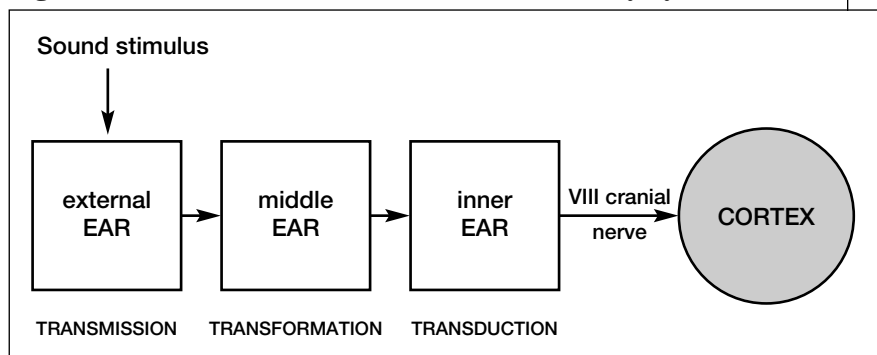 Sound stimulus
external
EAR
middle
EAR
inner
EAR
VIII cranial
nerve
CORTEX
TRANSMISSION
TRANSFORMATION
TRANSDUCTION